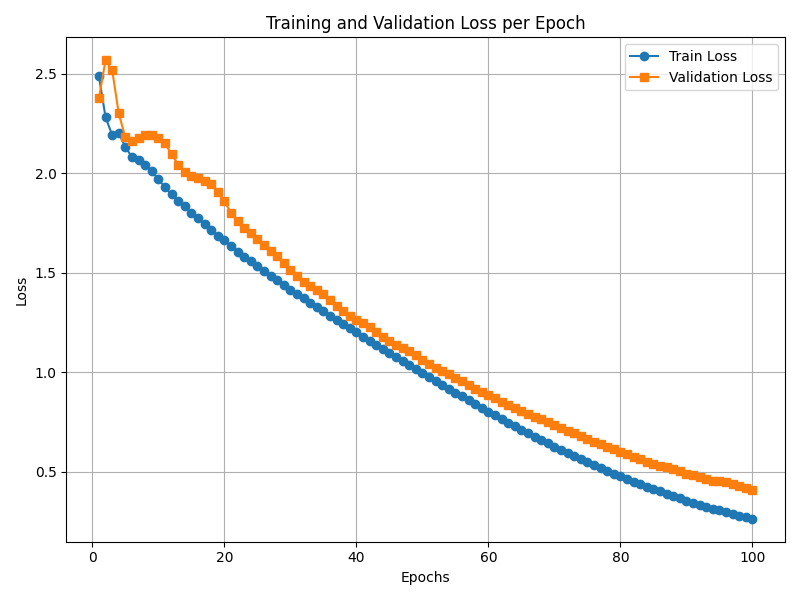 Training and Validation Loss per Epoch
Train Loss
Validation Loss
Loss
2.5
2.0
1.5
1.0
0.5
0 20 40 60 80 100
Epochs